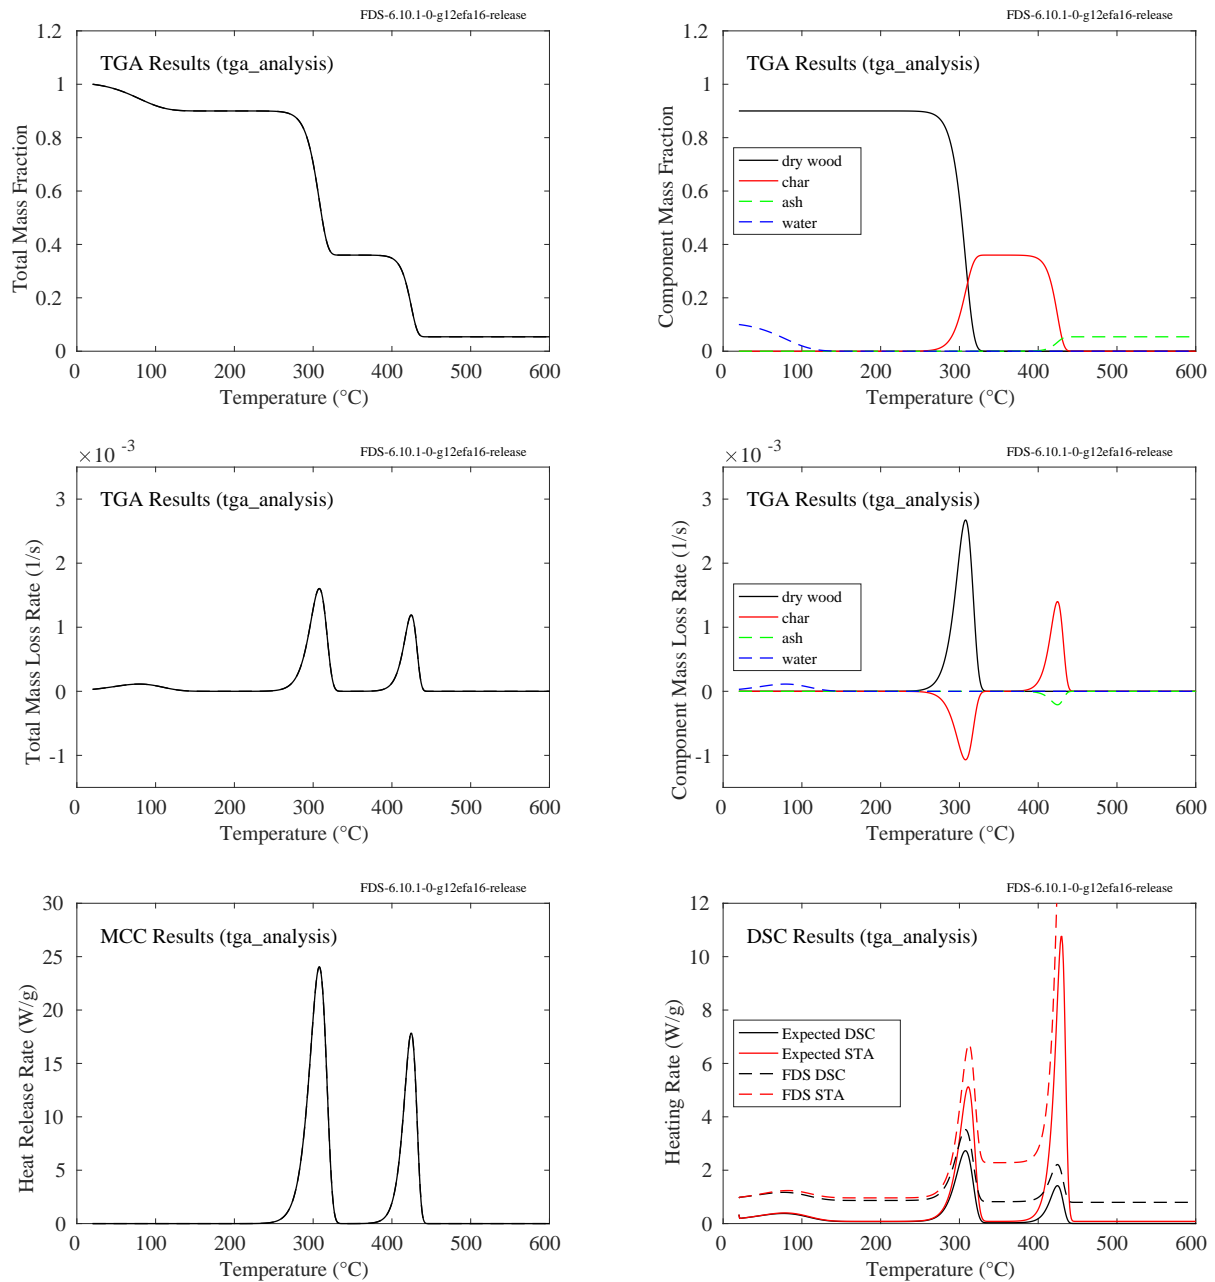 FDS-6.10.1-0-g12efa16-release
TGA Results (tga_analysis)
Total Mass Fraction
1.2
1
0.8
0.6
0.4
0.2
0
0 100 200 300 400 500 600
Temperature (°C)
FDS-6.10.1-0-g12efa16-release
TGA Results (tga_analysis)
Component Mass Fraction
1.2
1
0.8
0.6
0.4
0.2
0
dry wood
char
ash
water
0 100 200 300 400 500 600
Temperature (°C)
×10 -3
FDS-6.10.1-0-g12efa16-release
TGA Results (tga_analysis)
Total Mass Loss Rate (1/s)
3
2
1
0
-1
0 100 200 300 400 500 600
Temperature (°C)
×10 -3
FDS-6.10.1-0-g12efa16-release
TGA Results (tga_analysis)
Component Mass Loss Rate (1/s)
3
2
1
0
-1
dry wood
char
ash
water
0 100 200 300 400 500 600
Temperature (°C)
FDS-6.10.1-0-g12efa16-release
MCC Results (tga_analysis)
Heat Release Rate (W/g)
30
25
20
15
10
5
0
0 100 200 300 400 500 600
Temperature (°C)
FDS-6.10.1-0-g12efa16-release
DSC Results (tga_analysis)
Heating Rate (W/g)
12
10
8
6
4
2
0
Expected DSC
Expected STA
FDS DSC
FDS STA
0 100 200 300 400 500 600
Temperature (°C)